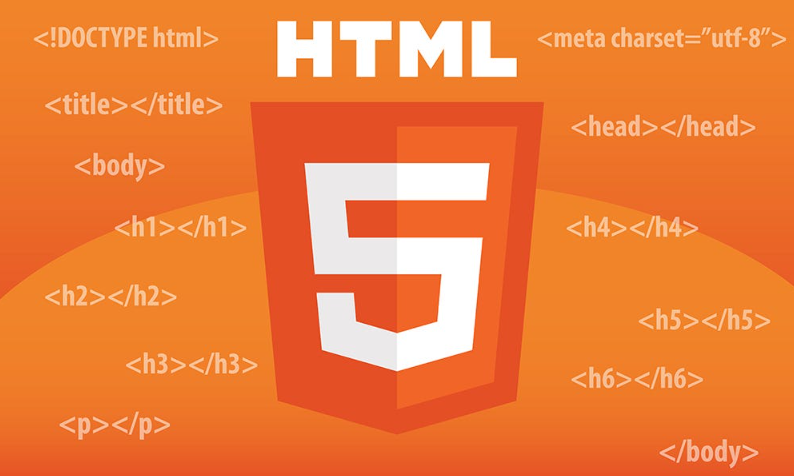 HTML
5
<!DOCTYPE html>
<title></title>
<body>
<h1></h1>
<h2></h2>
<h3></h3>
<p></p>
<meta charset=”utf-8”>
<head></head>
<h4></h4>
<h5></h5>
<h6></h6>
</body>